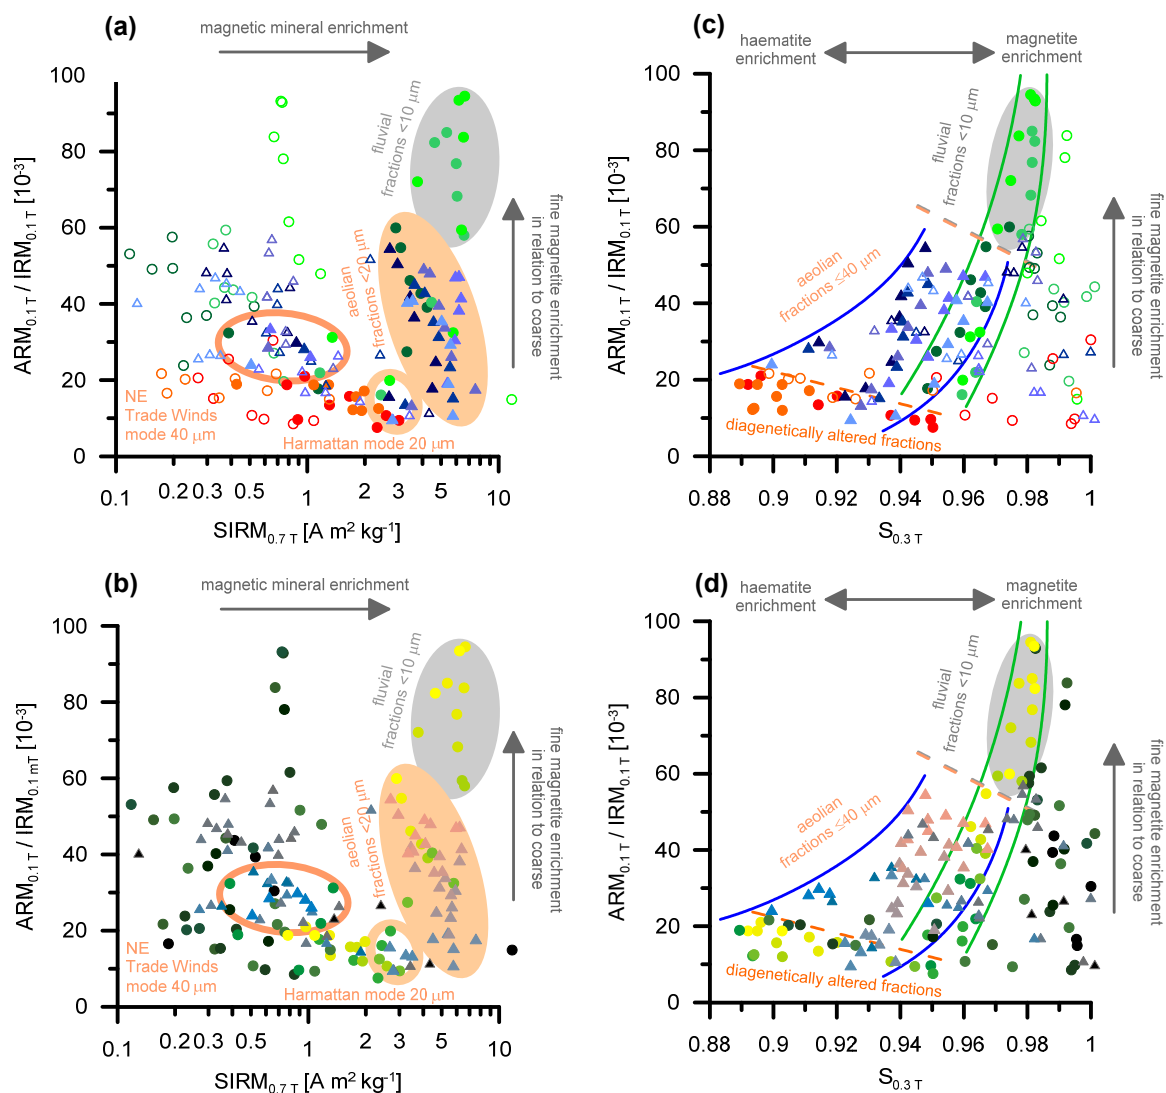 (a)
magnetic mineral enrichment
100
80
60
40
20
0
ARM0.1 T / IRM0.1 T [10-3]
fluvial
fractions <10 μm
aeolian
fractions <20 μm
fine magnetite enrichment
in relation to coarse
NE
Trade Winds
mode 40 μm
Harmattan mode 20 μm
0.1
0.2
0.3
0.5
1
2
3
5
10
SIRM0.7 T [A m2 kg-1]
(c)
haematite
enrichment
magnetite
enrichment
100
80
60
40
20
0
ARM0.1 T / IRM0.1 T [10-3]
fluvial
fractions <10 μm
aeolian
fractions ≤40 μm
fine magnetite enrichment
in relation to coarse
diagenetically altered fractions
0.88
0.9
0.92
0.94
0.96
0.98
1
S0.3 T
(b)
magnetic mineral enrichment
100
80
60
40
20
0
ARM0.1 T / IRM0.1 mT [10-3]
fluvial
fractions <10 μm
aeolian
fractions <20 μm
fine magnetite enrichment
in relation to coarse
NE
Trade Winds
mode 40 μm
Harmattan mode 20 μm
0.1
0.2
0.3
0.5
1
2
3
5
10
SIRM0.7 T [A m2 kg-1]
(d)
haematite
enrichment
magnetite
enrichment
100
80
60
40
20
0
ARM0.1 T / IRM0.1 T [10-3]
fluvial
fractions <10 μm
aeolian
fractions ≤40 μm
fine magnetite enrichment
in relation to coarse
diagenetically altered fractions
0.88
0.9
0.92
0.94
0.96
0.98
1
S0.3 T